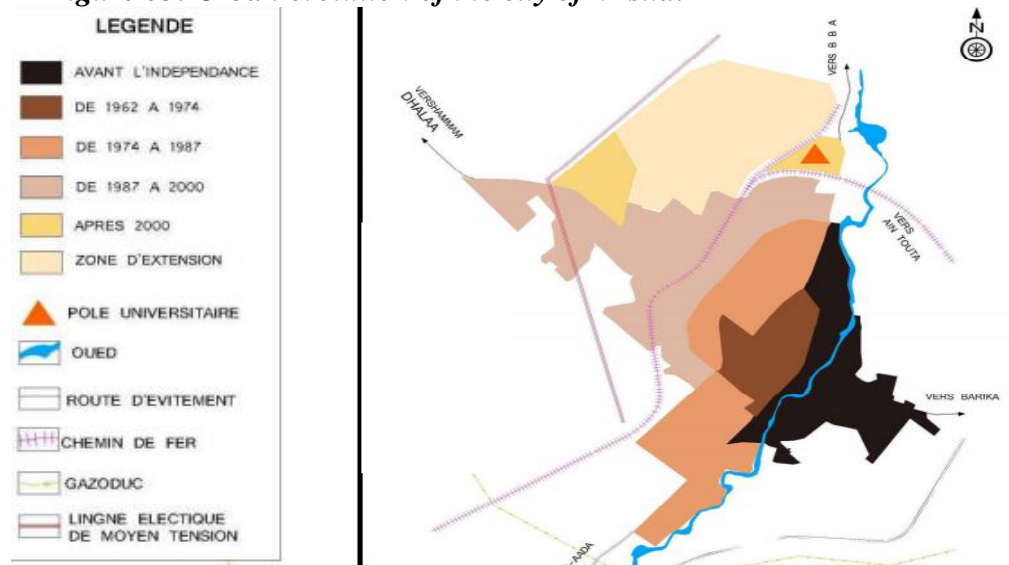 LEGENDE
AVANT L'INDEPENDANCE
DE 1962 A 1974
DE 1974 A 1987
DE 1987 A 2000
APRES 2000
ZONE D'EXTENSION
POLE UNIVERSITAIRE
OUED
ROUTE D'EVITEMENT
CHEMIN DE FER
GAZODUC
LINGNE ELECTIQUE
DE MOYEN TENSION
VERSHAMMAM
DHALAA
VERS B B A
N
VERS
AIN TOUTA
VERS BARIKA